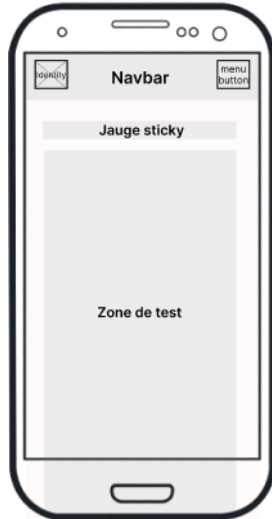 identity
Navbar
menu
button
Jauge sticky
Zone de test